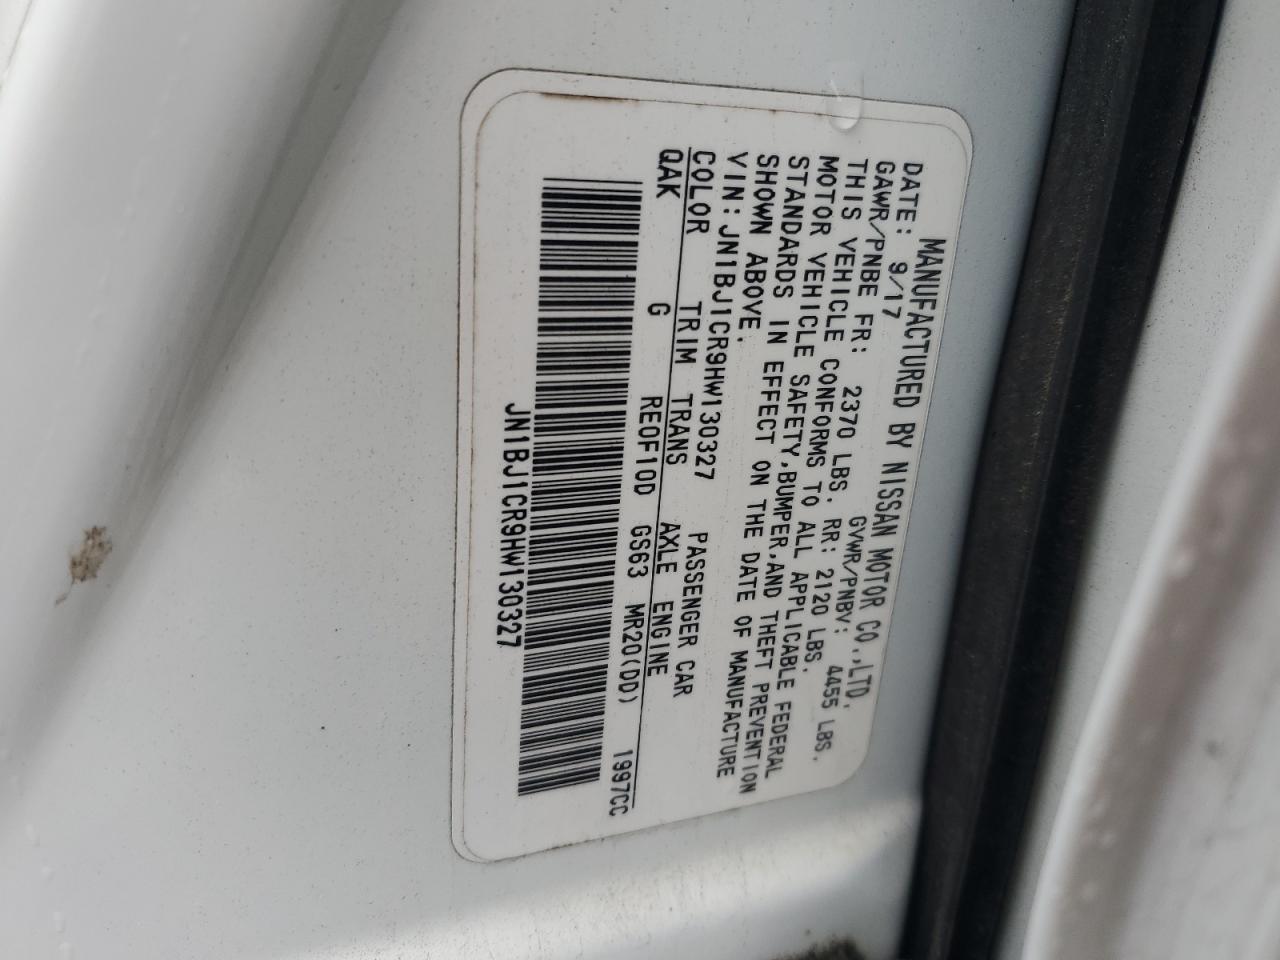 MANUFACTURED BY NISSAN MOTOR CO.,LTD.
DATE: 9/17 GVWR/PNBV: 4455 LBS.
GAWR/PNBE FR: 2370 LBS. RR: 2120 LBS.
THIS VEHICLE CONFORMS TO ALL APPLICABLE FEDERAL
MOTOR VEHICLE SAFETY,BUMPER,AND THEFT PREVENTION
STANDARDS IN EFFECT ON THE DATE OF MANUFACTURE
SHOWN ABOVE.
VIN:JN1BJ1CR9HW130327 PASSENGER CAR
COLOR TRIM TRANS AXLE ENGINE
QAK G RE0F10D GS63 MR20(DD) 1997CC
JN1BJ1CR9HW130327